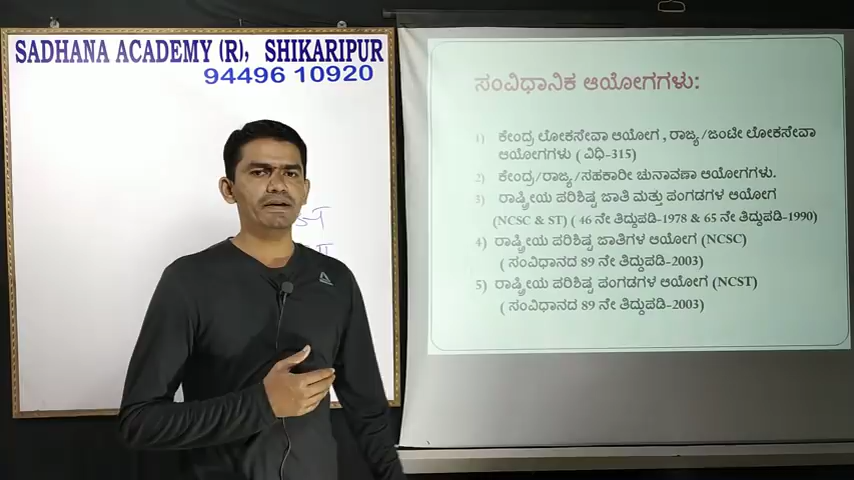 SADHANA ACADEMY (R), SHIKARIPUR
94496 10920
ಸಂವಿಧಾನಿಕ ಆಯೋಗಗಳು:
1) ಕೇಂದ್ರ ಲೋಕಸೇವಾ ಆಯೋಗ , ರಾಜ್ಯ/ಜಂಟೀ ಲೋಕಸೇವಾ
ಆಯೋಗಗಳು ( ವಿಧಿ-315)
2) ಕೇಂದ್ರ/ರಾಜ್ಯ/ಸಹಕಾರೀ ಚುನಾವಣಾ ಆಯೋಗಗಳು.
3) ರಾಷ್ಟ್ರೀಯ ಪರಿಶಿಷ್ಟ ಜಾತಿ ಮತ್ತು ಪಂಗಡಗಳ ಆಯೋಗ
(NCSC & ST) ( 46 ನೇ ತಿದ್ದುಪಡಿ-1978 & 65 ನೇ ತಿದ್ದುಪಡಿ-1990)
4) ರಾಷ್ಟ್ರೀಯ ಪರಿಶಿಷ್ಟ ಜಾತಿಗಳ ಆಯೋಗ (NCSC)
( ಸಂವಿಧಾನದ 89 ನೇ ತಿದ್ದುಪಡಿ-2003)
5) ರಾಷ್ಟ್ರೀಯ ಪರಿಶಿಷ್ಟ ಪಂಗಡಗಳ ಆಯೋಗ (NCST)
( ಸಂವಿಧಾನದ 89 ನೇ ತಿದ್ದುಪಡಿ-2003)